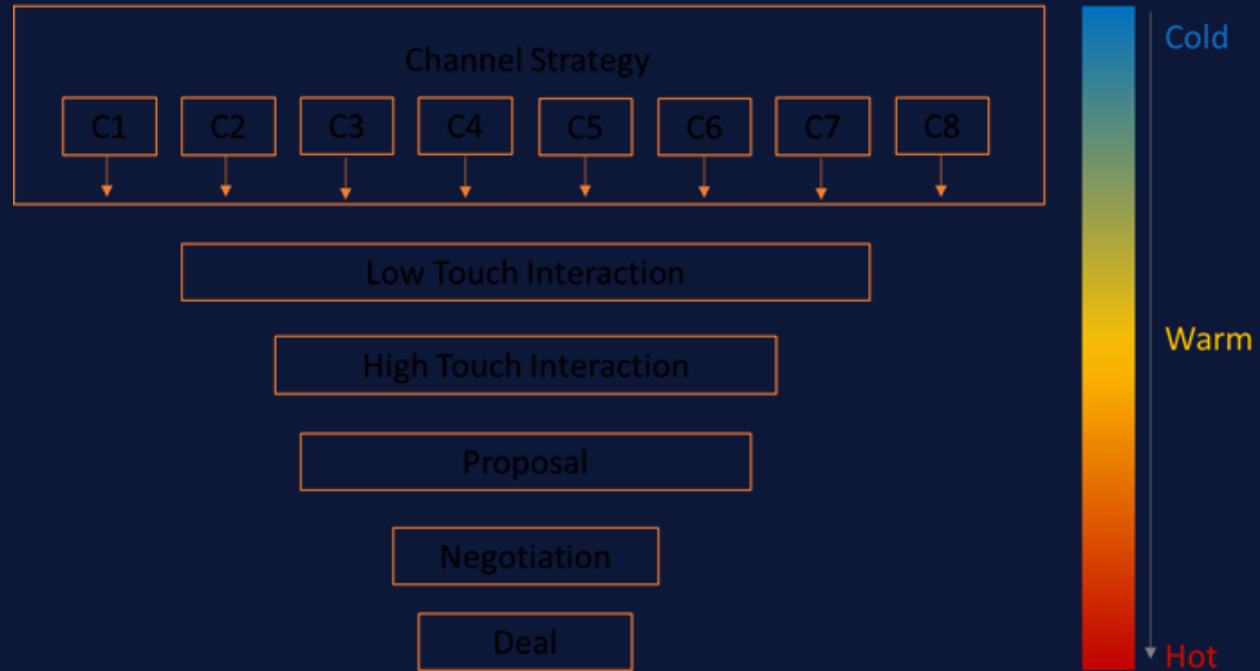 Channel Strategy
Cold
C1 C2 C3 C4 C5 C6 C7 C8
Low Touch Interaction
Warm
High Touch Interaction
Proposal
Negotiation
Deal
Hot